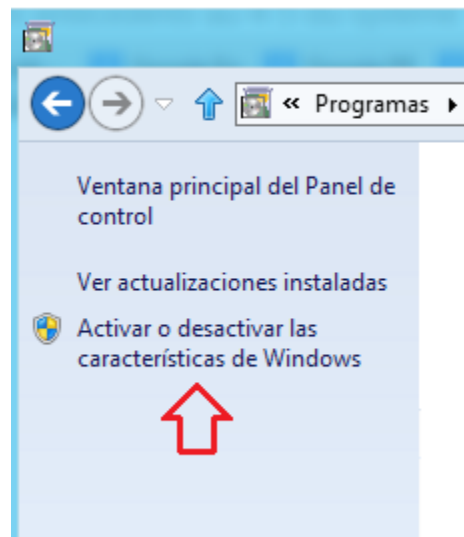 « Programas
Ventana principal del Panel de
control
Ver actualizaciones instaladas
Activar o desactivar las
características de Windows